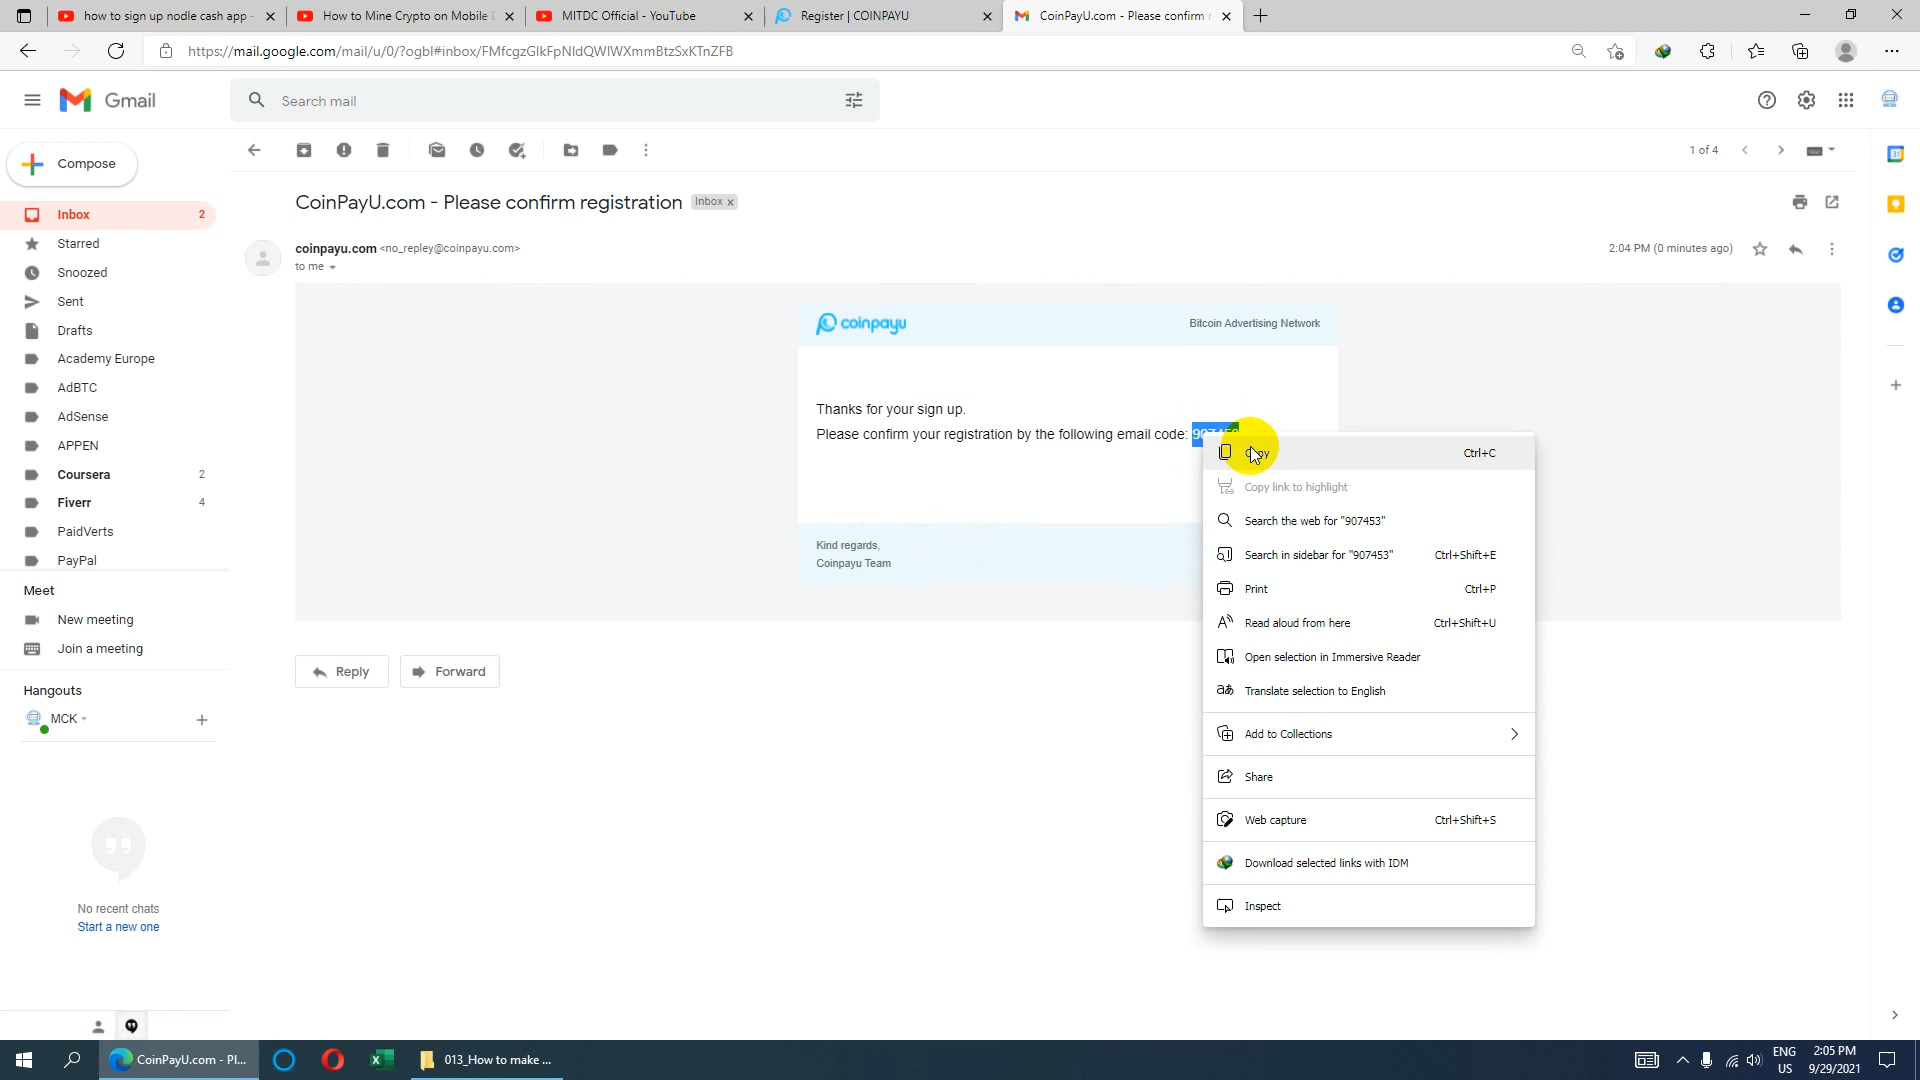 how to sign up nodle cash app -
How to Mine Crypto on Mobile
MITDC Official - YouTube
Register | COINPAYU
CoinPayU.com - Please confirm
https://mail.google.com/mail/u/0/?ogbl#inbox/FMfcgzGlkFpNldQWlWXmmBtzSxKTnZFB
Gmail
Search mail
Compose
1 of 4
CoinPayU.com - Please confirm registration
Inbox x
Inbox 2
Starred
Snoozed
Sent
Drafts
Academy Europe
AdBTC
AdSense
APPEN
Coursera 2
Fiverr 4
PaidVerts
PayPal
Meet
New meeting
Join a meeting
Hangouts
MCK
No recent chats
Start a new one
coinpayu.com <no_repley@coinpayu.com>
2:04 PM (0 minutes ago)
to me
coinpayu
Bitcoin Advertising Network
Thanks for your sign up.
Please confirm your registration by the following email code: 907453
Kind regards,
Coinpayu Team
Reply
Forward
Copy Ctrl+C
Copy link to highlight
Search the web for "907453"
Search in sidebar for "907453" Ctrl+Shift+E
Print Ctrl+P
Read aloud from here Ctrl+Shift+U
Open selection in Immersive Reader
Translate selection to English
Add to Collections
Share
Web capture Ctrl+Shift+S
Download selected links with IDM
Inspect
CoinPayU.com - Pl...
013_How to make ...
ENG
US
2:05 PM
9/29/2021